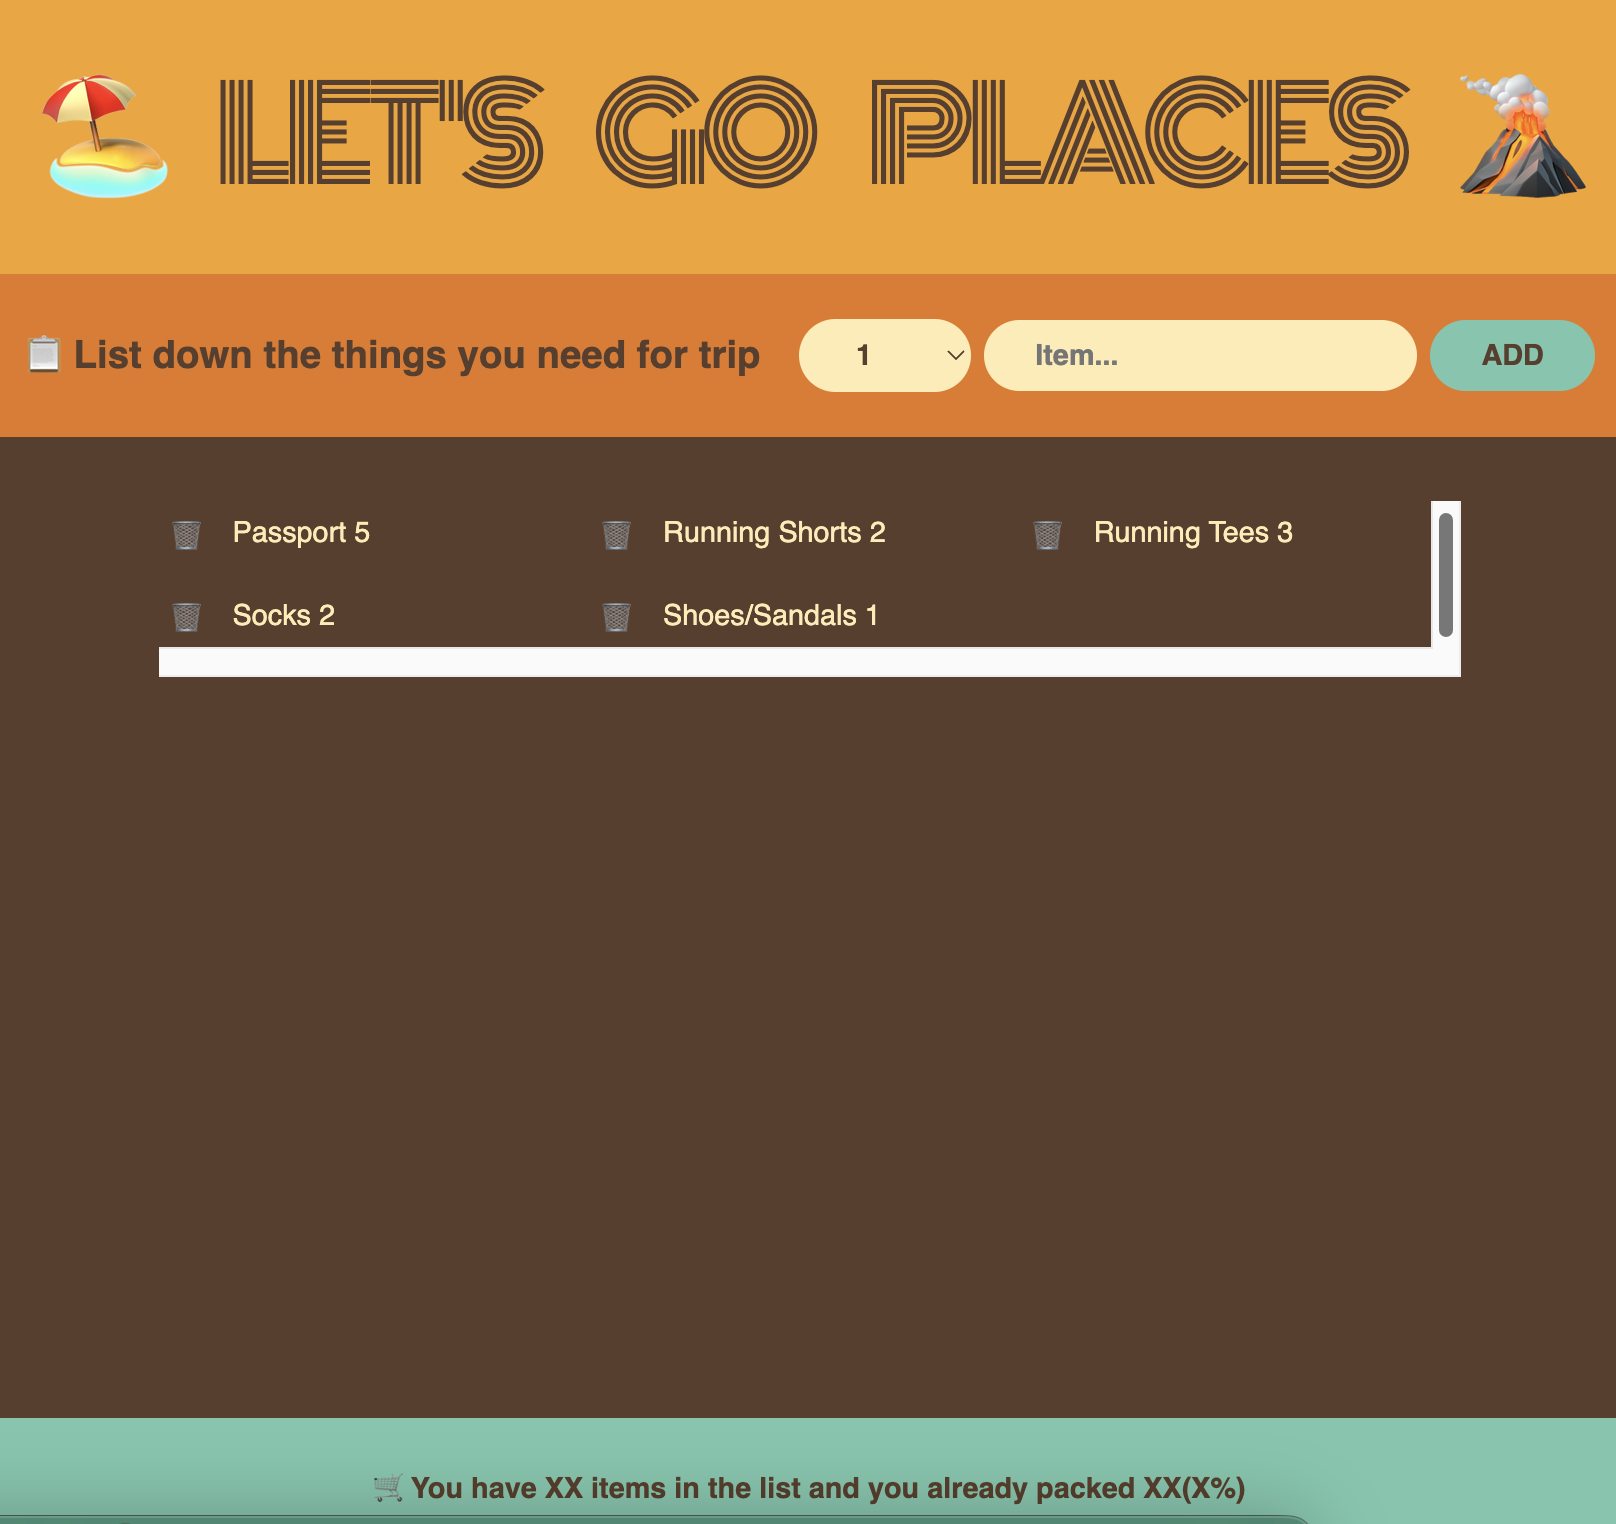 LET'S GO PLACES
List down the things you need for trip 1 Item... ADD
Passport 5 Running Shorts 2 Running Tees 3
Socks 2 Shoes/Sandals 1
You have XX items in the list and you already packed XX(X%)